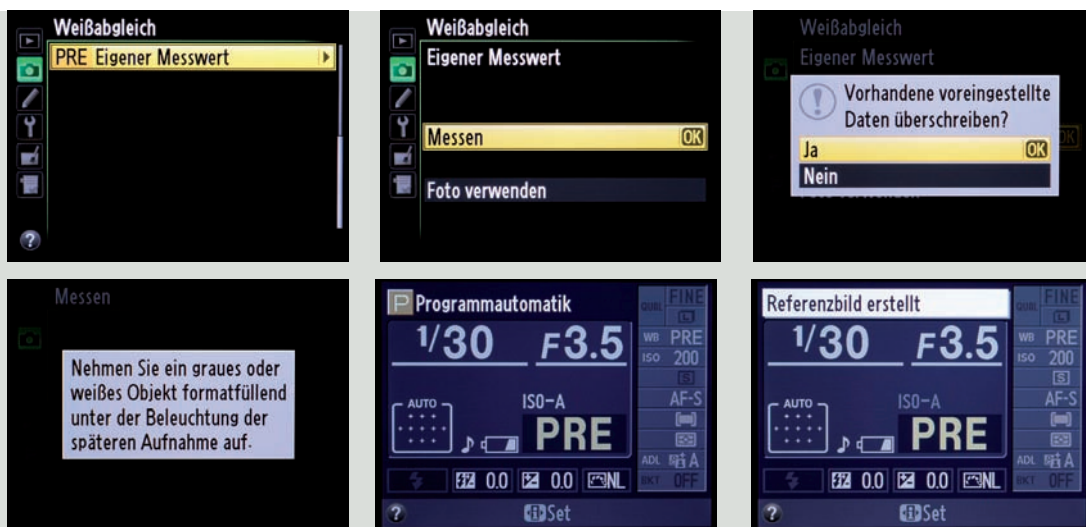 Weißabgleich
PRE Eigener Messwert
?
Weißabgleich
Eigener Messwert
Messen OK
Foto verwenden
Weißabgleich
Eigener Messwert
! Vorhandene voreingestellte
Daten überschreiben?
Ja OK
Nein
Messen
Nehmen Sie ein graues oder
weißes Objekt formatfüllend
unter der Beleuchtung der
späteren Aufnahme auf.
P Programmautomatik
QUAL FINE
L
1/30 F3.5
WB PRE
ISO 200
S
AUTO ISO-A
AF-S
PRE
ADL A
0.0 0.0 NL
BKT OFF
? i Set
Referenzbild erstellt
QUAL FINE
L
1/30 F3.5
WB PRE
ISO 200
S
AUTO ISO-A
AF-S
PRE
ADL A
0.0 0.0 NL
BKT OFF
? i Set